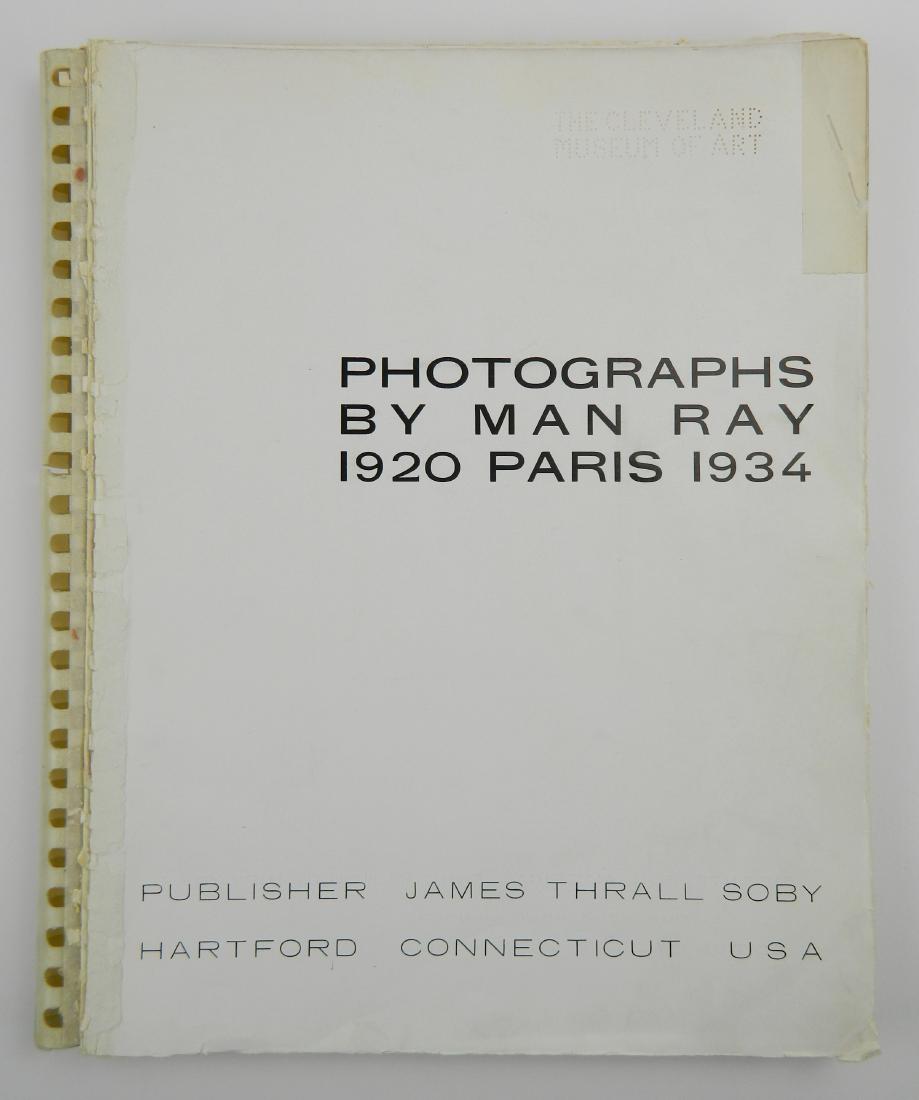 THE CLEVELAND
MUSEUM OF ART
PHOTOGRAPHS
BY MAN RAY
1920 PARIS 1934
PUBLISHER JAMES THRALL SOBY
HARTFORD CONNECTICUT USA